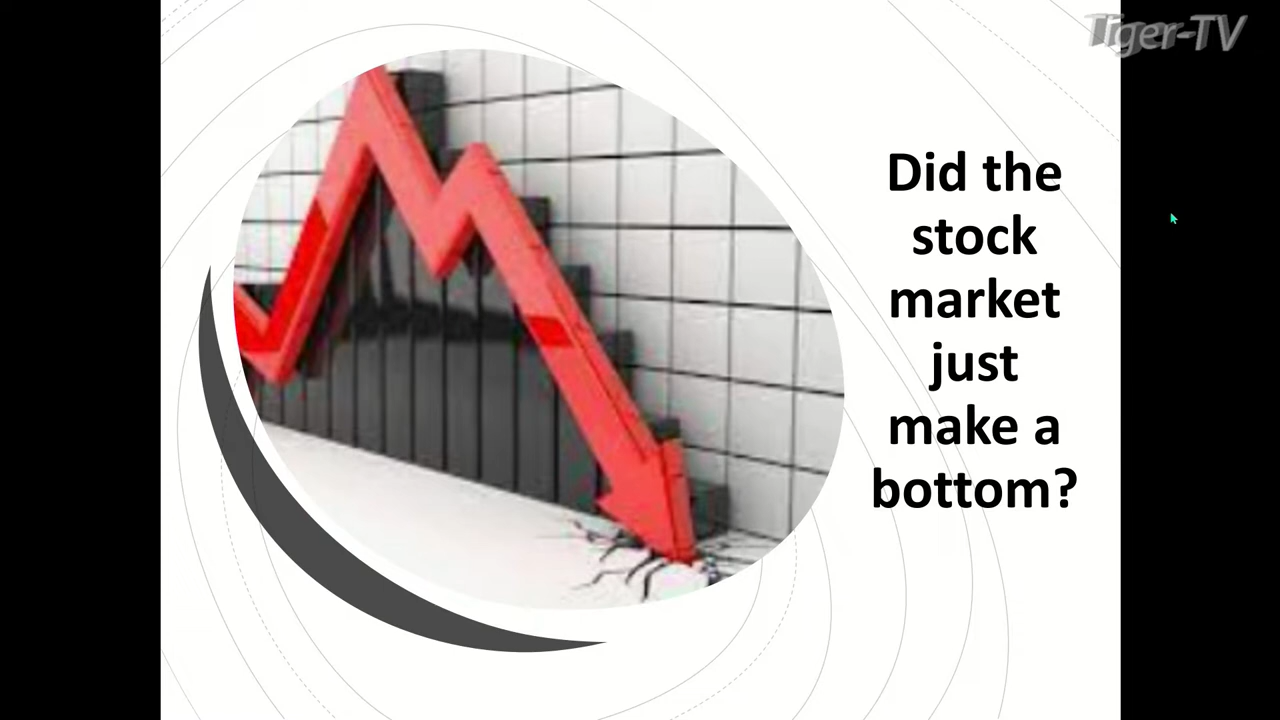 Tiger-TV
Did the
stock
market
just
make a
bottom?